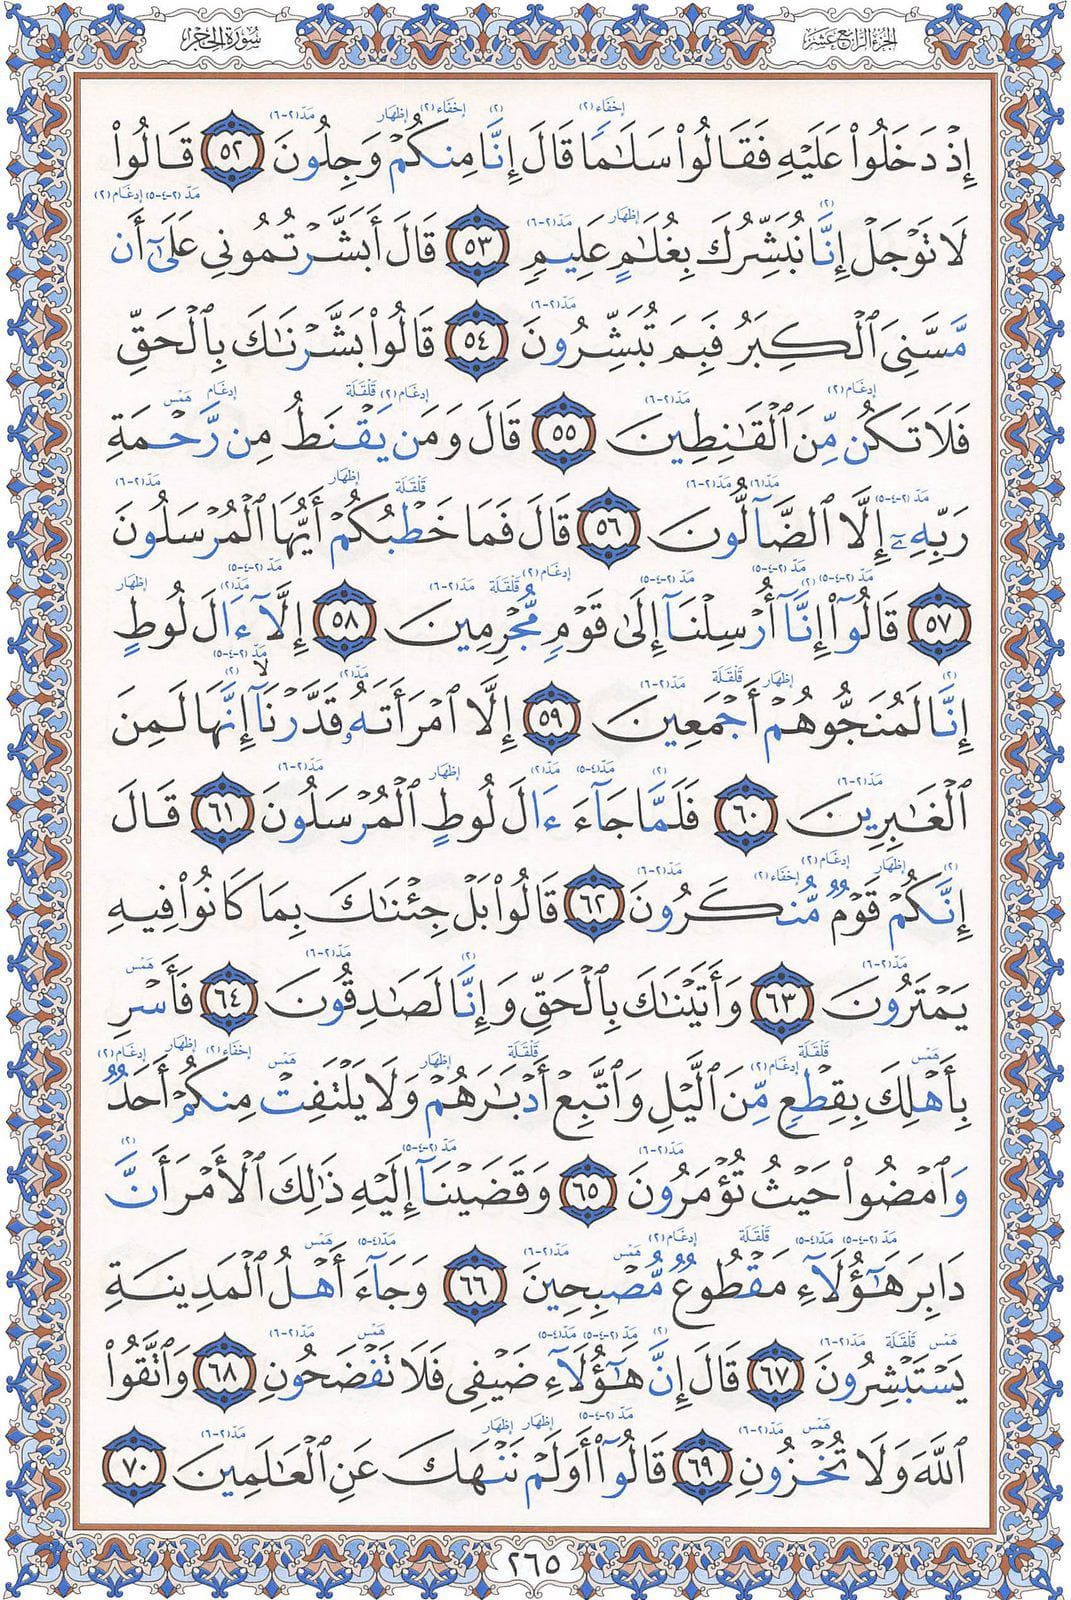 الجزء الرابع عشر
سورة الحجر
إِذْ دَخَلُوا۟ عَلَيْهِ فَقَالُوا۟ سَلَـٰمًا قَالَ إِنَّا مِنكُمْ وَجِلُونَ ٥٢ قَالُوا۟
لَا تَوْجَلْ إِنَّا نُبَشِّرُكَ بِغُلَـٰمٍ عَلِيمٍ ٥٣ قَالَ أَبَشَّرْتُمُونِى عَلَىٰٓ أَن
مَّسَّنِىَ ٱلْكِبَرُ فَبِمَ تُبَشِّرُونَ ٥٤ قَالُوا۟ بَشَّرْنَـٰكَ بِٱلْحَقِّ
فَلَا تَكُن مِّنَ ٱلْقَـٰنِطِينَ ٥٥ قَالَ وَمَن يَقْنَطُ مِن رَّحْمَةِ
رَبِّهِۦٓ إِلَّا ٱلضَّآلُّونَ ٥٦ قَالَ فَمَا خَطْبُكُمْ أَيُّهَا ٱلْمُرْسَلُونَ
٥٧ قَالُوٓا۟ إِنَّآ أُرْسِلْنَآ إِلَىٰ قَوْمٍ مُّجْرِمِينَ ٥٨ إِلَّآ ءَالَ لُوطٍ
إِنَّا لَمُنَجُّوهُمْ أَجْمَعِينَ ٥٩ إِلَّا ٱمْرَأَتَهُۥ قَدَّرْنَآ إِنَّهَا لَمِنَ
ٱلْغَـٰبِرِينَ ٦٠ فَلَمَّا جَآءَ ءَالَ لُوطٍ ٱلْمُرْسَلُونَ ٦١ قَالَ
إِنَّكُمْ قَوْمٌ مُّنكَرُونَ ٦٢ قَالُوا۟ بَلْ جِئْنَـٰكَ بِمَا كَانُوا۟ فِيهِ
يَمْتَرُونَ ٦٣ وَأَتَيْنَـٰكَ بِٱلْحَقِّ وَإِنَّا لَصَـٰدِقُونَ ٦٤ فَأَسْرِ
بِأَهْلِكَ بِقِطْعٍ مِّنَ ٱلَّيْلِ وَٱتَّبِعْ أَدْبَـٰرَهُمْ وَلَا يَلْتَفِتْ مِنكُمْ أَحَدٌ
وَٱمْضُوا۟ حَيْثُ تُؤْمَرُونَ ٦٥ وَقَضَيْنَآ إِلَيْهِ ذَٰلِكَ ٱلْأَمْرَ أَنَّ
دَابِرَ هَـٰٓؤُلَآءِ مَقْطُوعٌ مُّصْبِحِينَ ٦٦ وَجَآءَ أَهْلُ ٱلْمَدِينَةِ
يَسْتَبْشِرُونَ ٦٧ قَالَ إِنَّ هَـٰٓؤُلَآءِ ضَيْفِى فَلَا تَفْضَحُونِ ٦٨ وَٱتَّقُوا۟
ٱللَّهَ وَلَا تُخْزُونِ ٦٩ قَالُوٓا۟ أَوَلَمْ نَنْهَكَ عَنِ ٱلْعَـٰلَمِينَ ٧٠
٢٦٥